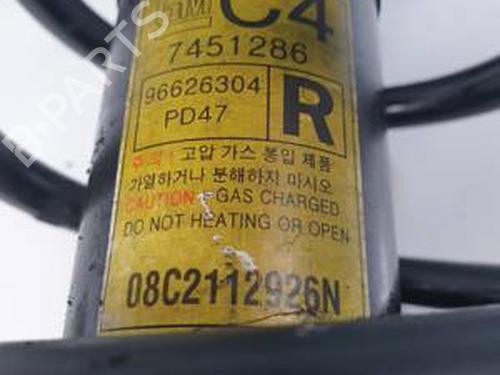 C4
7451286
96626304
PD47
R
주의 : 고압 가스 봉입 제품
가열하거나 분해하지 마시오
CAUTION : GAS CHARGED
DO NOT HEATING OR OPEN
08C2112926N